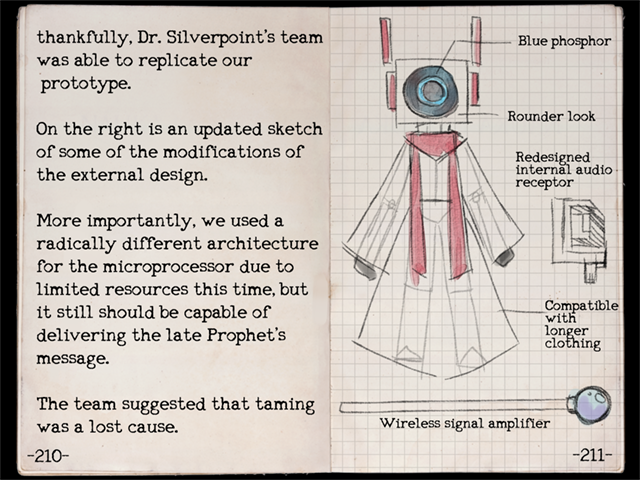 thankfully, Dr. Silverpoint's team
was able to replicate our
prototype.
On the right is an updated sketch
of some of the modifications of
the external design.
More importantly, we used a
radically different architecture
for the microprocessor due to
limited resources this time, but
it still should be capable of
delivering the late Prophet's
message.
The team suggested that taming
was a lost cause.
-210-
Blue phosphor
Rounder look
Redesigned
internal audio
receptor
Compatible
with
longer
clothing
Wireless signal amplifier
-211-